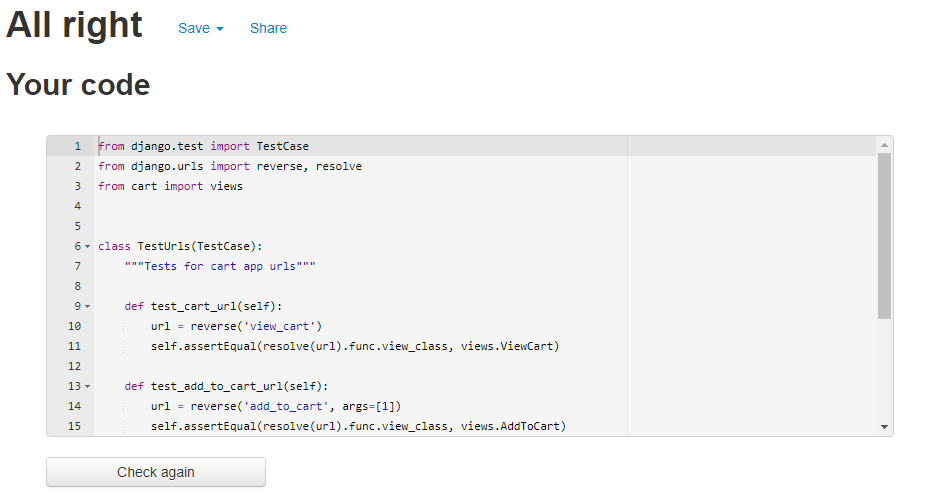 All right Save Share
Your code
1 from django.test import TestCase
2 from django.urls import reverse, resolve
3 from cart import views
4
5
6 class TestUrls(TestCase):
7     """Tests for cart app urls"""
8
9     def test_cart_url(self):
10         url = reverse('view_cart')
11         self.assertEqual(resolve(url).func.view_class, views.ViewCart)
12
13     def test_add_to_cart_url(self):
14         url = reverse('add_to_cart', args=[1])
15         self.assertEqual(resolve(url).func.view_class, views.AddToCart)
Check again